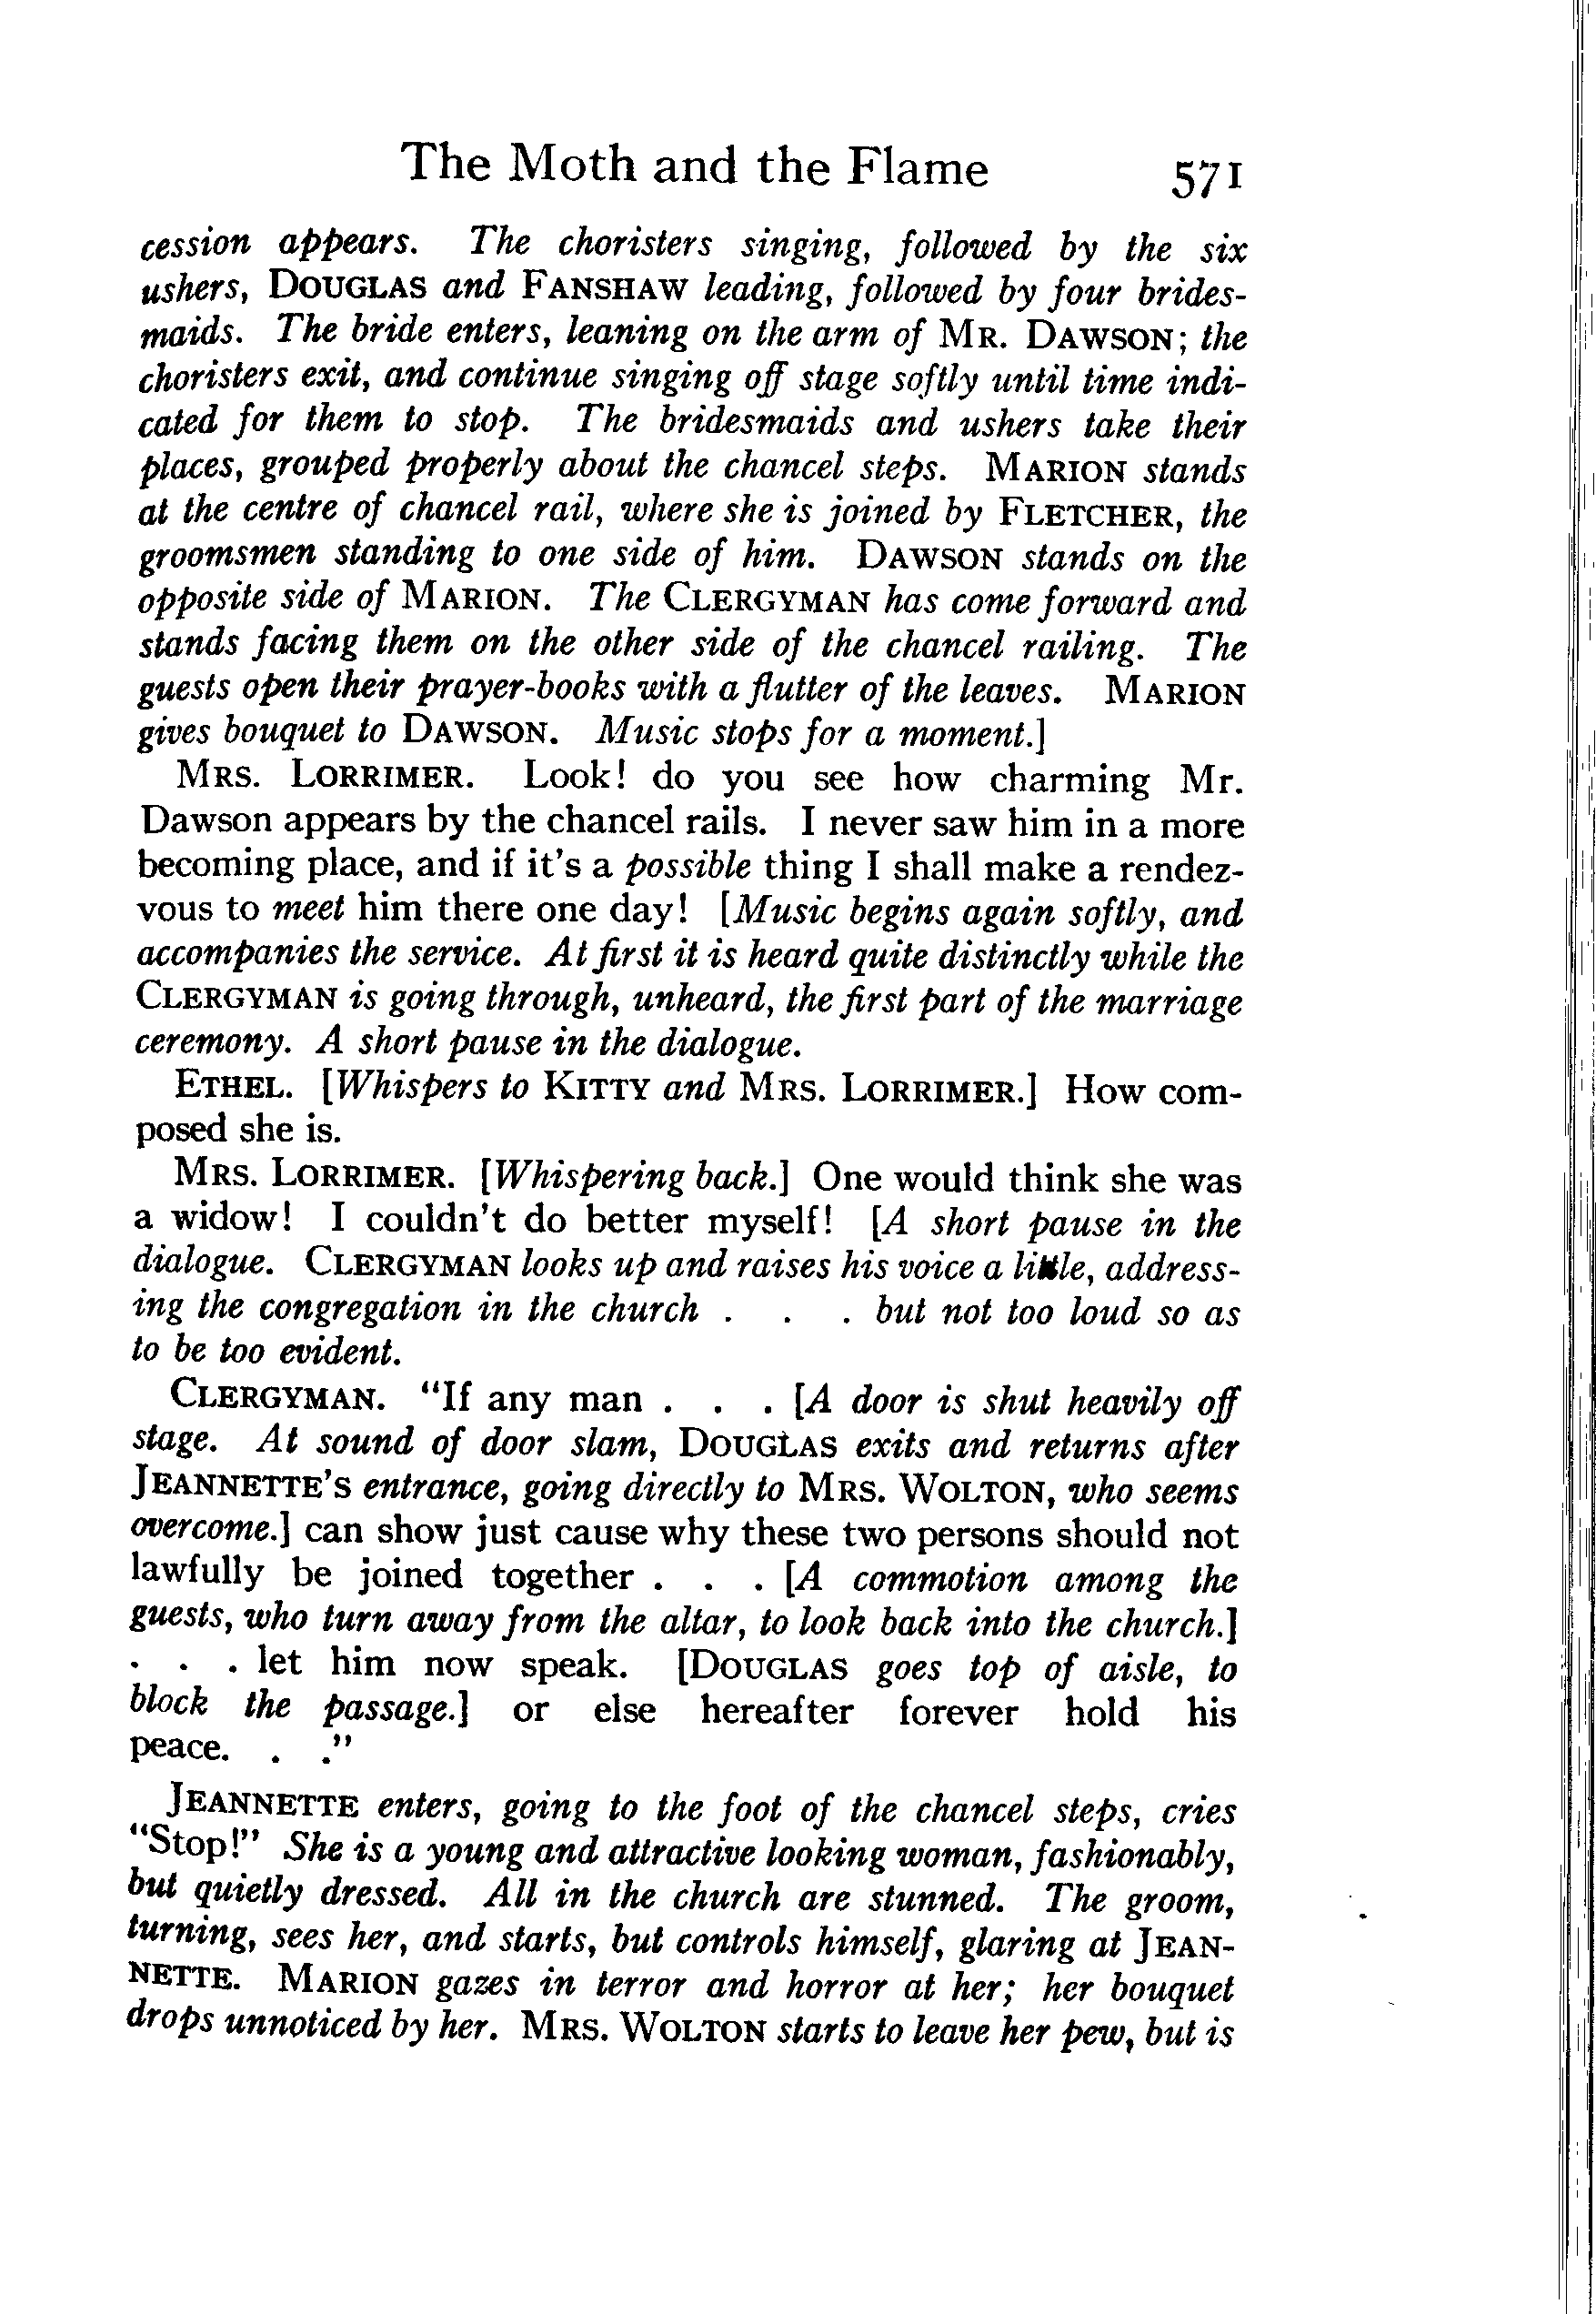 The Moth and the Flame 571
cession appears. The choristers singing, followed by the six
ushers, DOUGLAS and FANSHAW leading, followed by four brides-
maids. The bride enters, leaning on the arm of MR. DAWSON; the
choristers exit, and continue singing off stage softly until time indi-
cated for them to stop. The bridesmaids and ushers take their
places, grouped properly about the chancel steps. MARION stands
at the centre of chancel rail, where she is joined by FLETCHER, the
groomsmen standing to one side of him. DAWSON stands on the
opposite side of MARION. The CLERGYMAN has come forward and
stands facing them on the other side of the chancel railing. The
guests open their prayer-books with a flutter of the leaves. MARION
gives bouquet to DAWSON. Music stops for a moment.]
MRS. LORRIMER. Look! do you see how charming Mr.
Dawson appears by the chancel rails. I never saw him in a more
becoming place, and if it's a possible thing I shall make a rendez-
vous to meet him there one day! [Music begins again softly, and
accompanies the service. At first it is heard quite distinctly while the
CLERGYMAN is going through, unheard, the first part of the marriage
ceremony. A short pause in the dialogue.
ETHEL. [Whispers to KITTY and MRS. LORRIMER.] How com-
posed she is.
MRS. LORRIMER. [Whispering back.] One would think she was
a widow! I couldn't do better myself! [A short pause in the
dialogue. CLERGYMAN looks up and raises his voice a little, address-
ing the congregation in the church . . . but not too loud so as
to be too evident.
CLERGYMAN. "If any man . . . [A door is shut heavily off
stage. At sound of door slam, DOUGLAS exits and returns after
JEANNETTE'S entrance, going directly to MRS. WOLTON, who seems
overcome.] can show just cause why these two persons should not
lawfully be joined together . . . [A commotion among the
guests, who turn away from the altar, to look back into the church.]
. . . let him now speak. [DOUGLAS goes top of aisle, to
block the passage.] or else hereafter forever hold his
peace. . ."
JEANNETTE enters, going to the foot of the chancel steps, cries
"Stop!" She is a young and attractive looking woman, fashionably,
but quietly dressed. All in the church are stunned. The groom,
turning, sees her, and starts, but controls himself, glaring at JEAN-
NETTE. MARION gazes in terror and horror at her; her bouquet
drops unnoticed by her. MRS. WOLTON starts to leave her pew, but is